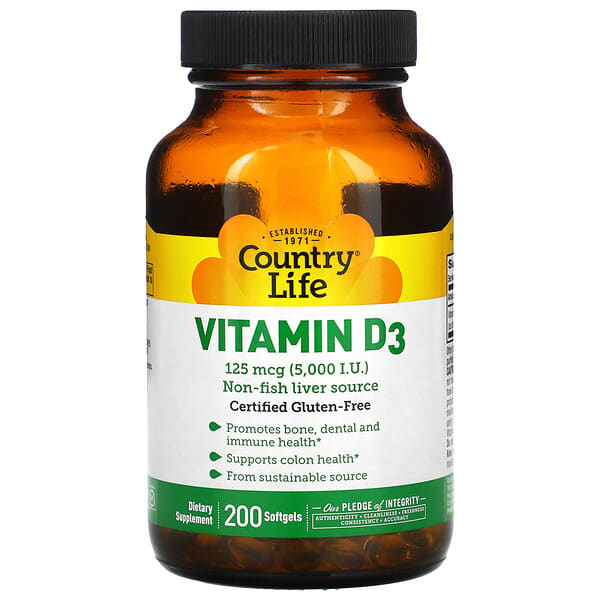 ESTABLISHED
1971
Country®
Life
VITAMIN D3
125 mcg (5,000 I.U.)
Non-fish liver source
Certified Gluten-Free
Promotes bone, dental and
immune health*
Supports colon health*
From sustainable source
Dietary
Supplement
200 Softgels
Our PLEDGE of INTEGRITY
AUTHENTICITY • CLEANLINESS • FRESHNESS
CONSISTENCY • ACCURACY